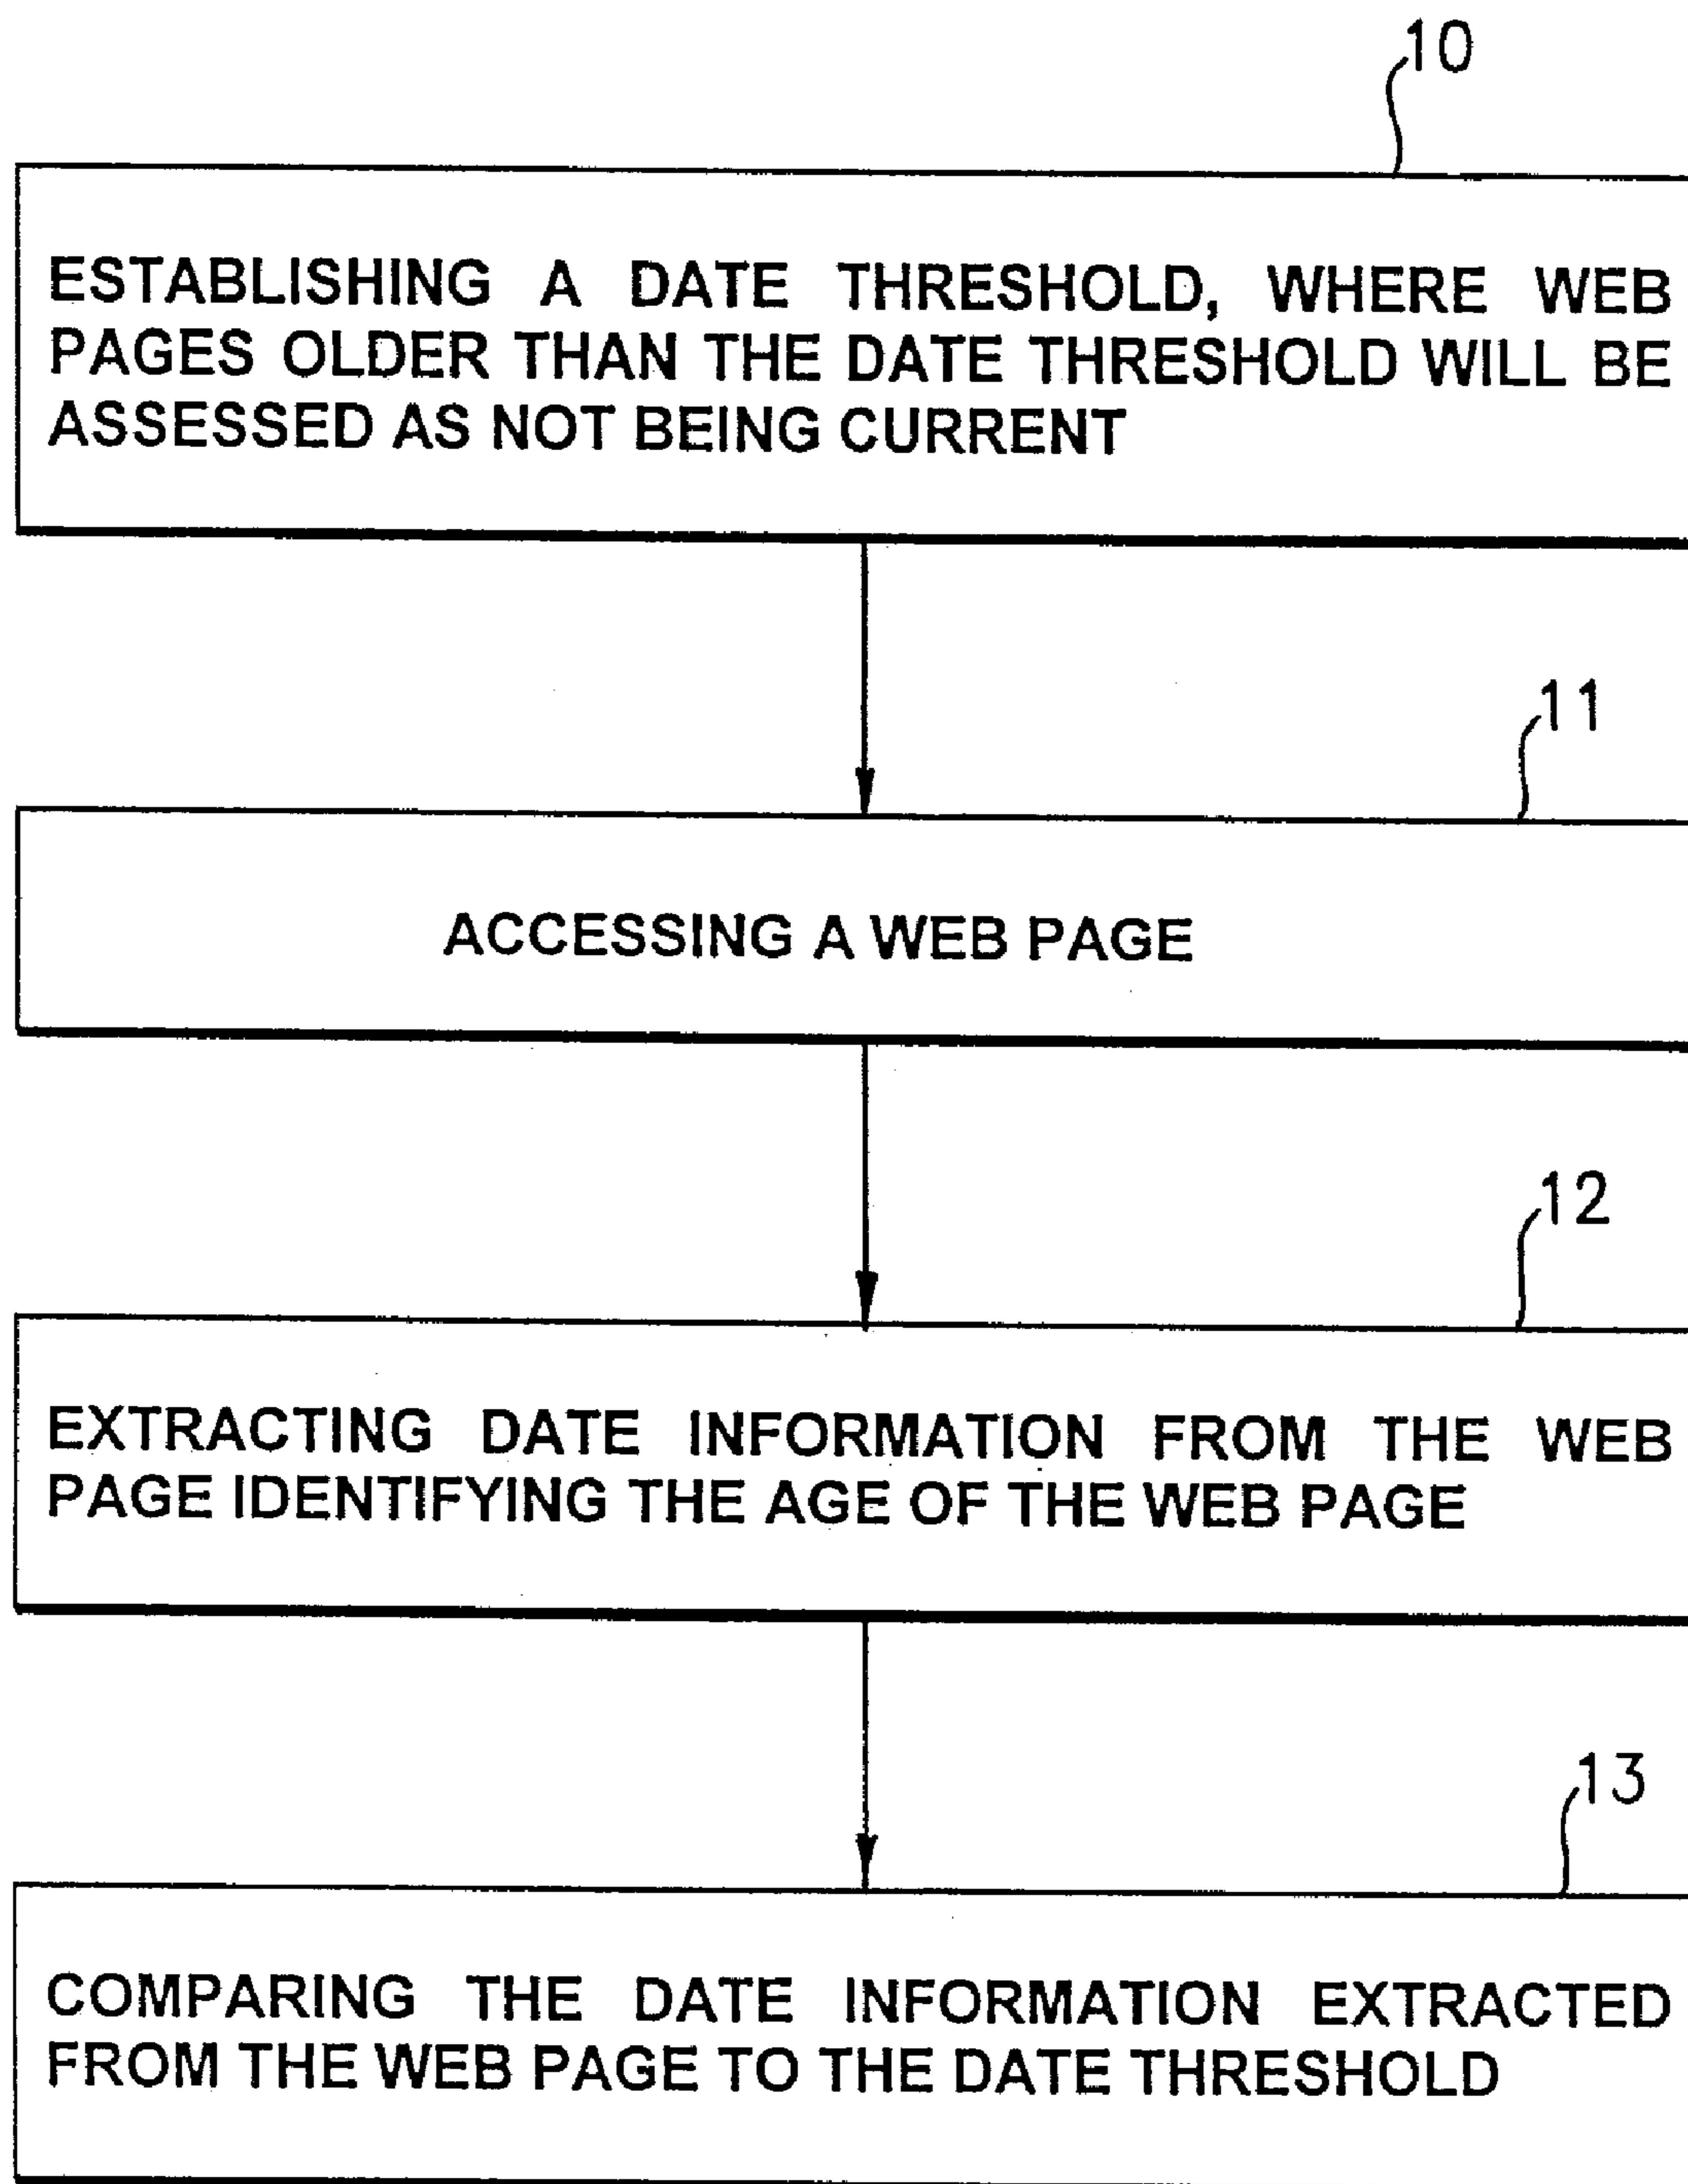 10
ESTABLISHING A DATE THRESHOLD, WHERE WEB
PAGES OLDER THAN THE DATE THRESHOLD WILL BE
ASSESSED AS NOT BEING CURRENT
11
ACCESSING A WEB PAGE
12
EXTRACTING DATE INFORMATION FROM THE WEB
PAGE IDENTIFYING THE AGE OF THE WEB PAGE
13
COMPARING THE DATE INFORMATION EXTRACTED
FROM THE WEB PAGE TO THE DATE THRESHOLD